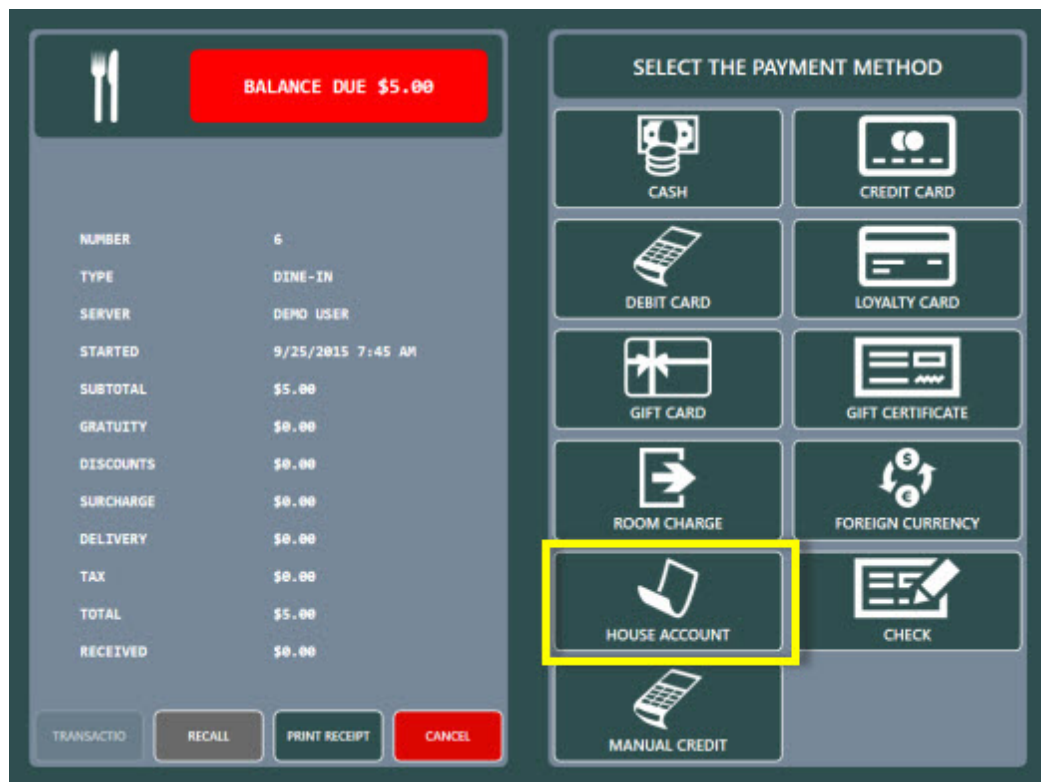 BALANCE DUE $5.00
NUMBER 6
TYPE DINE-IN
SERVER DEMO USER
STARTED 9/25/2015 7:45 AM
SUBTOTAL $5.00
GRATUITY $0.00
DISCOUNTS $0.00
SURCHARGE $0.00
DELIVERY $0.00
TAX $0.00
TOTAL $5.00
RECEIVED $0.00
TRANSACTIO RECALL PRINT RECEIPT CANCEL
SELECT THE PAYMENT METHOD
CASH CREDIT CARD
DEBIT CARD LOYALTY CARD
GIFT CARD GIFT CERTIFICATE
ROOM CHARGE FOREIGN CURRENCY
HOUSE ACCOUNT CHECK
MANUAL CREDIT